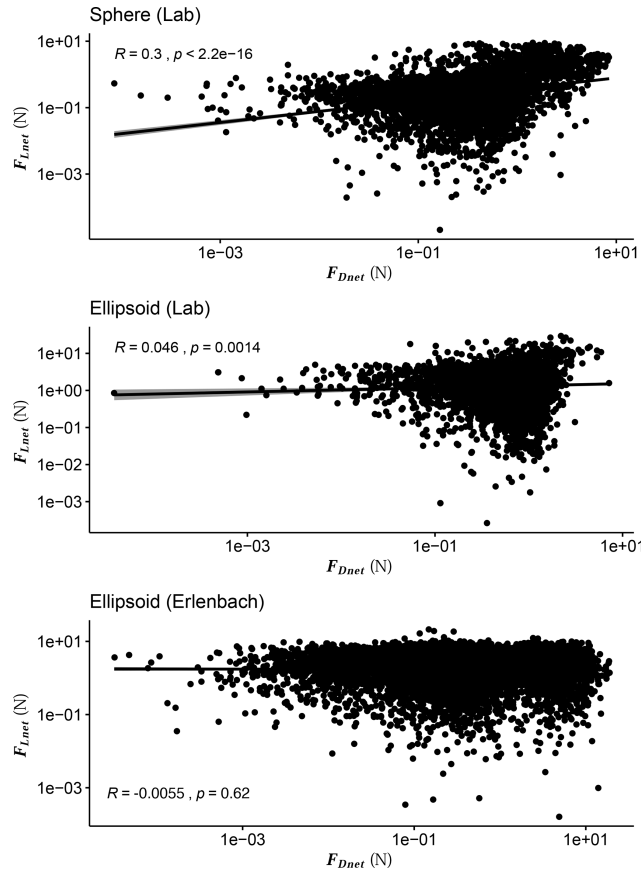 Sphere (Lab)
R = 0.3 , p < 2.2e−16
1e+01
1e−01
1e−03
F_Lnet (N)
1e−03 1e−01 1e+01
F_Dnet (N)
Ellipsoid (Lab)
R = 0.046 , p = 0.0014
1e+01
1e+00
1e−01
1e−02
1e−03
F_Lnet (N)
1e−03 1e−01 1e+01
F_Dnet (N)
Ellipsoid (Erlenbach)
1e+01
1e−01
1e−03
F_Lnet (N)
R = -0.0055 , p = 0.62
1e−03 1e−01 1e+01
F_Dnet (N)